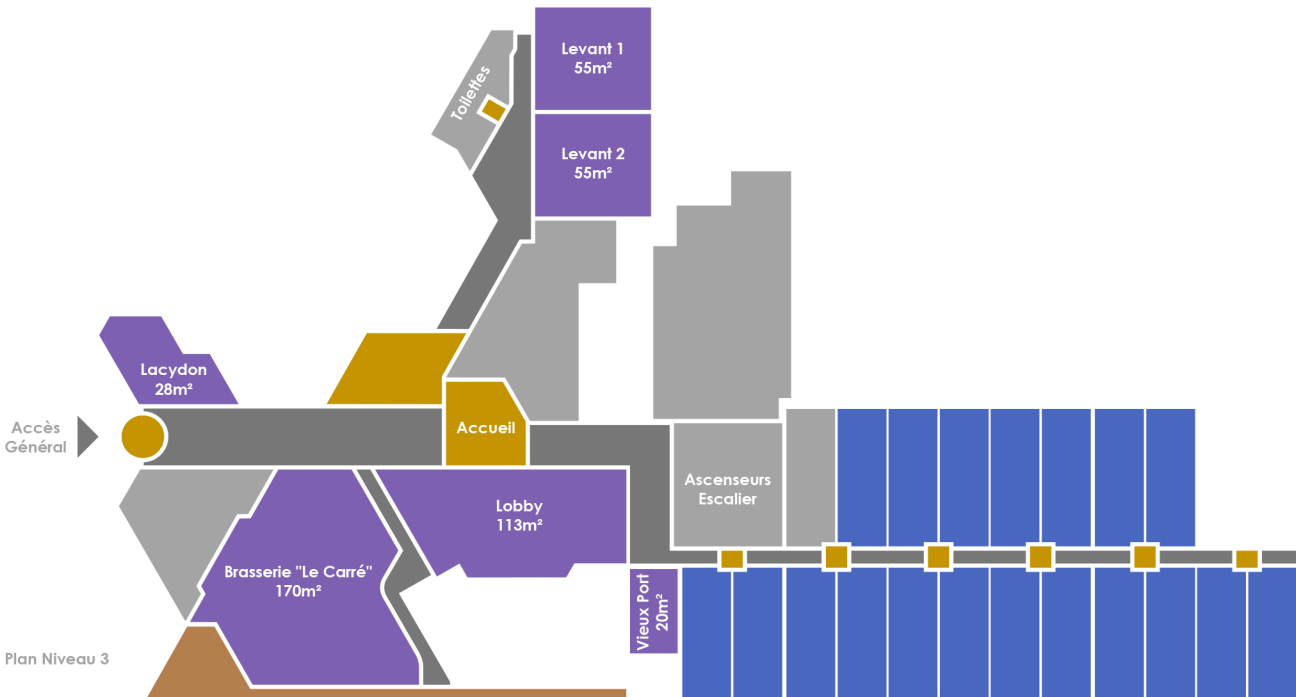 Levant 1
55m²
Toilettes
Levant 2
55m²
Lacydon
28m²
Accès
Général
Accueil
Ascenseurs
Escalier
Lobby
113m²
Brasserie "Le Carré"
170m²
Vieux Port
20m²
Plan Niveau 3